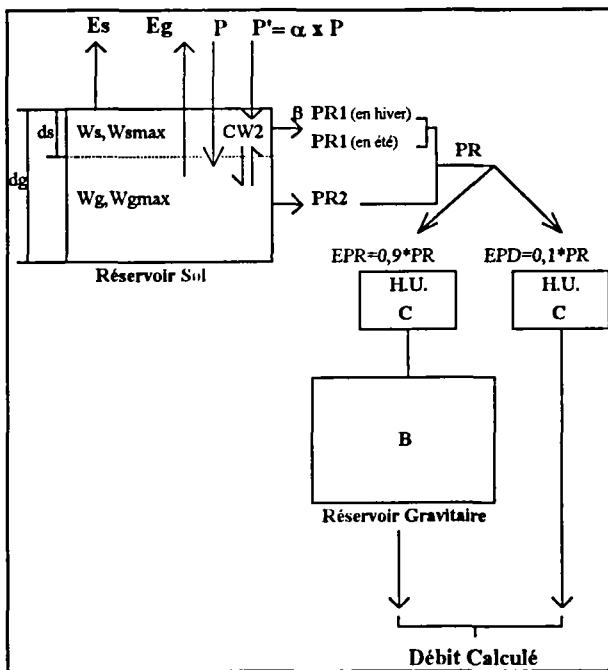 Es Eg P P'= α x P
ds Ws, Wsmax CW2 β PR1 (en hiver)
PR1 (en été)
PR
dg Wg, Wgmax PR2
Réservoir Sol
EPR=0,9*PR EPD=0,1*PR
H.U. H.U.
C C
B
Réservoir Gravitaire
Débit Calculé